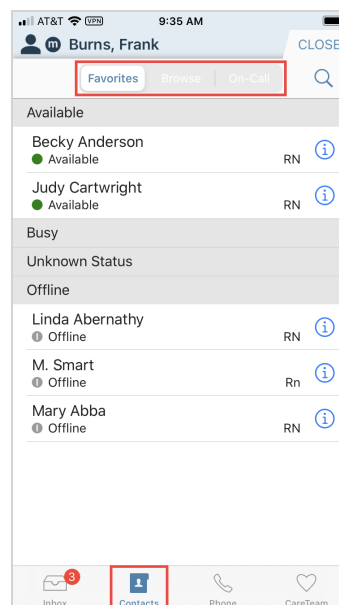 AT&T VPN 9:35 AM
m Burns, Frank CLOSE
Favorites Browse On-Call
Available
Becky Anderson
Available RN
Judy Cartwright
Available RN
Busy
Unknown Status
Offline
Linda Abernathy
Offline RN
M. Smart
Offline Rn
Mary Abba
Offline RN
3
Inbox Contacts Phone CareTeam